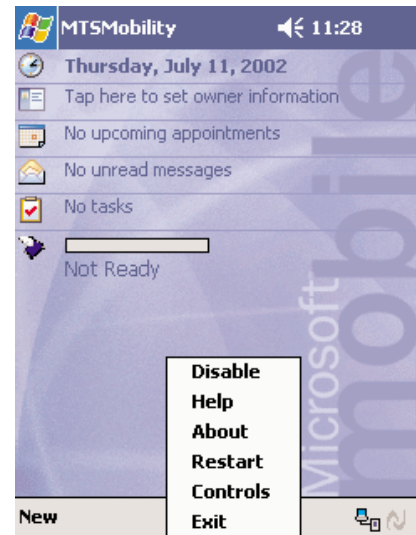 MTSMobility 11:28
Thursday, July 11, 2002
Tap here to set owner information
No upcoming appointments
No unread messages
No tasks
Not Ready
Microsoft
mobile
Disable
Help
About
Restart
Controls
Exit
New